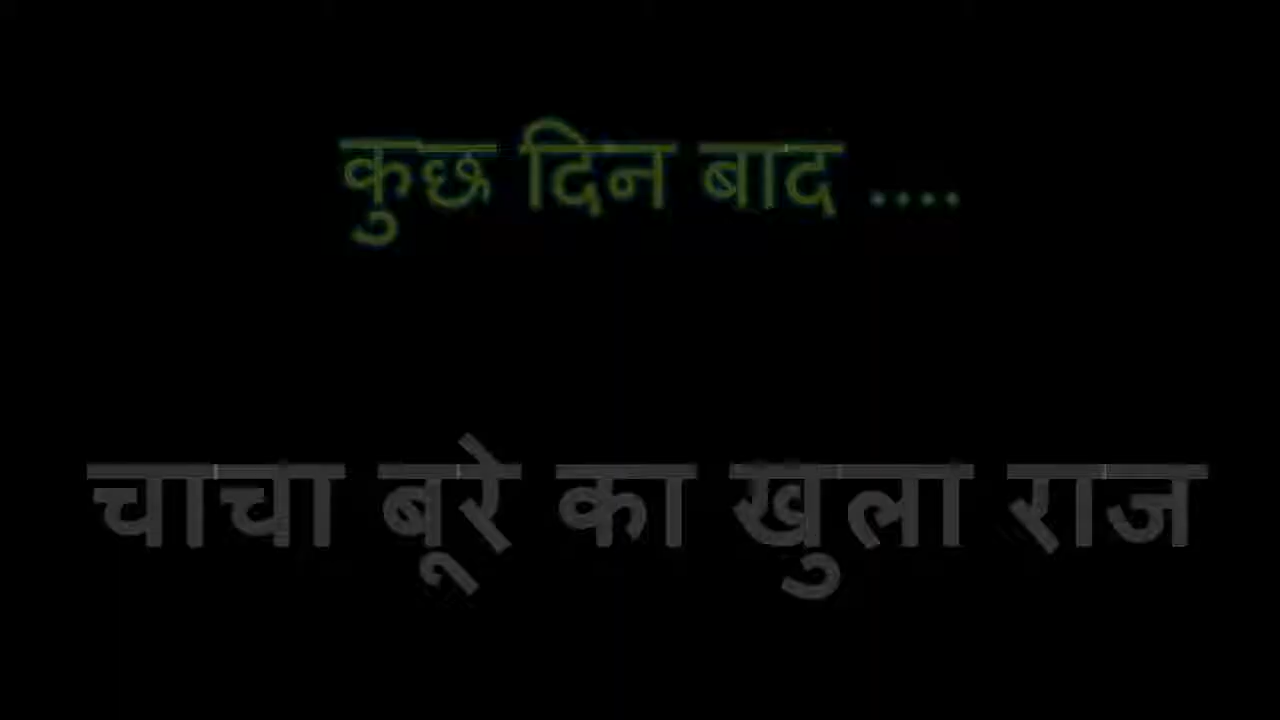 कुछ दिन बाद ....
चाचा बूरे का खुला राज